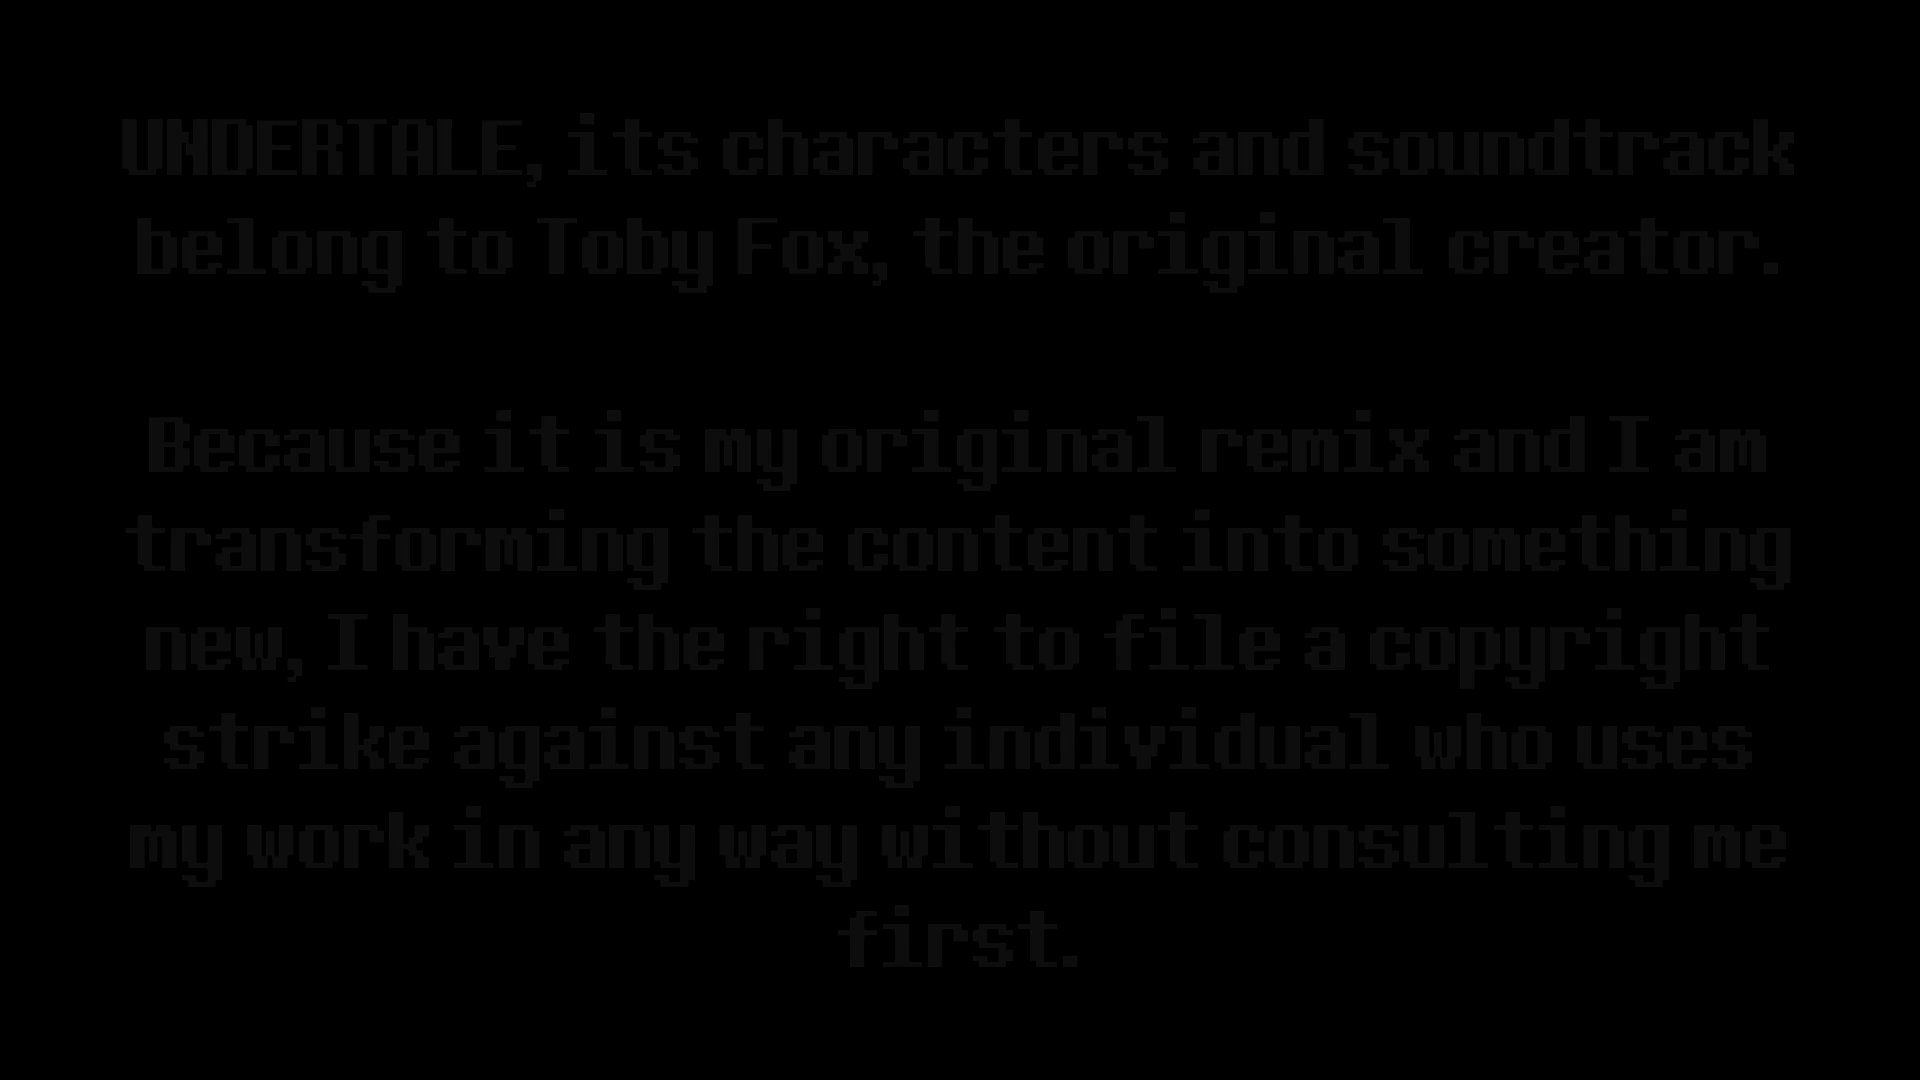 UNDERTALE, its characters and soundtrack
belong to Toby Fox, the original creator.
Because it is my original remix and I am
transforming the content into something
new, I have the right to file a copyright
strike against any individual who uses
my work in any way without consulting me
first.